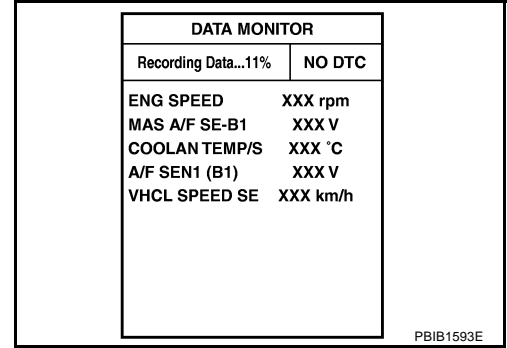 DATA MONITOR
Recording Data...11% NO DTC
ENG SPEED XXX rpm
MAS A/F SE-B1 XXX V
COOLAN TEMP/S XXX ˚C
A/F SEN1 (B1) XXX V
VHCL SPEED SE XXX km/h
PBIB1593E